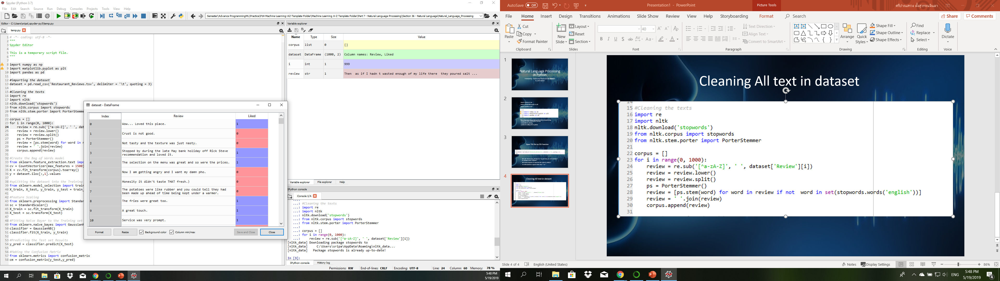 Spyder (Python 3.7)
File Edit Search Source Run Debug Consoles Projects Tools View Help
Semester\Advance ProgrammingML\Practice\P14-Machine-Learning-AZ-Template-Folder\Machine Learning A-Z Template Folder\Part 7 - Natural Language Processing\Section 36 - Natural Language\Natural_Language_Processing
Editor - C:\Users\sripa\.spyder-py3\temp.py
temp.py
1 # -*- coding: utf-8 -*-
2 """
3 Spyder Editor
4
5 This is a temporary script file.
6 """
7
8 import numpy as np
9 import matplotlib.pyplot as plt
10 import pandas as pd
11
12 #importing the dataset
13 dataset = pd.read_csv('Restaurant_Reviews.tsv', delimiter = '\t', quoting = 3)
14
15 #Cleaning the texts
16 import re
17 import nltk
18 nltk.download('stopwords')
19 from nltk.corpus import stopwords
20 from nltk.stem.porter import PorterStemme
21
22 corpus = []
23 for i in range(0, 1000):
24 review = re.sub('[^a-zA-Z]', ' ', dat
25 review = review.lower()
26 review = review.split()
27 ps = PorterStemmer()
28 review = [ps.stem(word) for word in r
29 review = ' '.join(review)
30 corpus.append(review)
31
32 #Create the Bag of Words model
33 from sklearn.feature_extraction.text impo
34 cv = CountVectorizer(max_features = 1500)
35 X = cv.fit_transform(corpus).toarray()
36 y = dataset.iloc[:,1].values
37
38 #splitting the dataset into the Training
39 from sklearn.model_selection import train
40 X_train, X_test, y_train, y_test = train_
41
42 #Feature Scaling
43 from sklearn.preprocessing import Standar
44 sc = StandardScaler()
45 X_train = sc.fit_transform(X_train)
46 X_test = sc.transform(X_test)
47
48 #Fitting Naive Bayer to the Training set
49 from sklearn.naive_bayes import GaussianN
50 classifier = GaussianNB()
51 classifier.fit(X_train, y_train)
52
53 #Predicting the Test set Results
54 y_pred = classifier.predict(X_test)
55
56 #Making the Confusion Matrix
57 from sklearn.metrics import confusion_matrix
58 cm = confusion_matrix(y_test,y_pred)
dataset - DataFrame
Index Review Liked
0 Wow... Loved this place. 1
1 Crust is not good. 0
2 Not tasty and the texture was just nasty. 0
3 Stopped by during the late May bank holiday off Rick Steve recommendation and loved it. 1
4 The selection on the menu was great and so were the prices. 1
5 Now I am getting angry and I want my damn pho. 0
6 Honeslty it didn't taste THAT fresh.) 0
7 The potatoes were like rubber and you could tell they had been made up ahead of time being kept under a warmer. 0
8 The fries were great too. 1
9 A great touch. 1
10 Service was very prompt. 1
Format Resize Background color Column min/max Save and Close Close
Variable explorer
Name Type Size Value
corpus list 0 []
dataset DataFrame (1000, 2) Column names: Review, Liked
i int 1 999
review str 1 Then as if I hadn t wasted enough of my life there they poured salt ...
Variable explorer File explorer Help
IPython console
Console 1/A
...: #Cleaning the texts
...: import re
...: import nltk
...: nltk.download('stopwords')
...: from nltk.corpus import stopwords
...: from nltk.stem.porter import PorterStemmer
...:
...: corpus = []
...: for i in range(0, 1000):
...: review = re.sub('[^a-zA-Z]', ' ', dataset['Review'][i])
[nltk_data] Downloading package stopwords to
[nltk_data] C:\Users\sripa\AppData\Roaming\nltk_data...
[nltk_data] Package stopwords is already up-to-date!
In [3]:
IPython console History log
Permissions: RW End-of-lines: CRLF Encoding: UTF-8 Line: 24 Column: 60 Memory: 78 %
5:48 PM
5/19/2019
AutoSave Off Presentation1 - PowerPoint Picture Tools
File Home Insert Design Transitions Animations Slide Show Review View Help Storyboarding Format Search Share Comments
Paste Cut Copy Format Painter Clipboard
New Slide Layout Reset Section Slides
40 Font
Text Direction Align Text Convert to SmartArt Paragraph
Arrange Quick Styles Shape Fill Shape Outline Shape Effects Drawing
Find Replace Select Editing
Dictate Voice
1 Natural Language Processing
in Python
2
import numpy as np
import matplotlib.pyplot as plt
import pandas as pd
3 Open TSV file by CSV function
4 Cleaning All text in dataset
Cleaning All text in dataset
14
15 #Cleaning the texts
16 import re
17 import nltk
18 nltk.download('stopwords')
19 from nltk.corpus import stopwords
20 from nltk.stem.porter import PorterStemmer
21
22 corpus = []
23 for i in range(0, 1000):
24 review = re.sub('[^a-zA-Z]', ' ', dataset['Review'][i])
25 review = review.lower()
26 review = review.split()
27 ps = PorterStemmer()
28 review = [ps.stem(word) for word in review if not word in set(stopwords.words('english'))]
29 review = ' '.join(review)
30 corpus.append(review)
31
Slide 4 of 4 English (United States) Notes Display Settings 86%
ENG 5:48 PM
5/19/2019 4